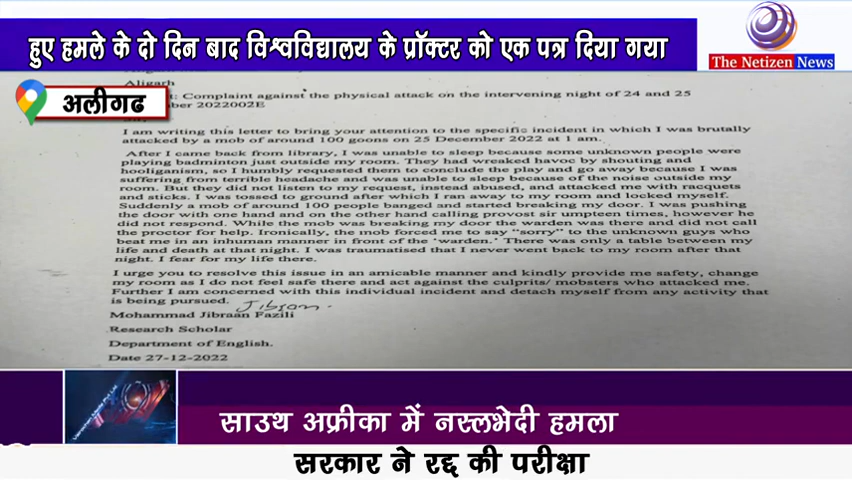 हुए हमले के दो दिन बाद विश्वविद्यालय के प्रॉक्टर को एक पत्र दिया गया
The Netizen News
अलीगढ
Aligarh
Complaint against the physical attack on the intervening night of 24 and 25
2022002E
I am writing this letter to bring your attention to the specific incident in which I was brutally
attacked by a mob of around 100 goons on 25 December 2022 at 1 am.
After I came back from library, I was unable to sleep because some unknown people were
playing badminton just outside my room. They had wreaked havoc by shouting and
hooliganism, so I humbly requested them to conclude the play and go away because I was
suffering from terrible headache and was unable to sleep because of the noise outside my
room. But they did not listen to my request, instead abused, and attacked me with racquets
and sticks. I was tossed to ground after which I ran away to my room and locked myself.
Suddenly a mob of around 100 people banged and started breaking my door. I was pushing
the door with one hand and on the other hand calling provost sir umpteen times, however he
did not respond. While the mob was breaking my door the warden was there and did not call
the proctor for help. Ironically, the mob forced me to say "sorry" to the unknown guys who
beat me in an inhuman manner in front of the 'warden.' There was only a table between my
life and death at that night. I was traumatised that I never went back to my room after that
night. I fear for my life there.
I urge you to resolve this issue in an amicable manner and kindly provide me safety, change
my room as I do not feel safe there and act against the culprits/ mobsters who attacked me.
Further I am concerned with this individual incident and detach myself from any activity that
is being pursued.
Jibraan
Mohammad Jibraan Fazili
Research Scholar
Department of English.
Date 27-12-2022
साउथ अफ्रीका में नस्लभेदी हमला
सरकार ने रद्द की परीक्षा